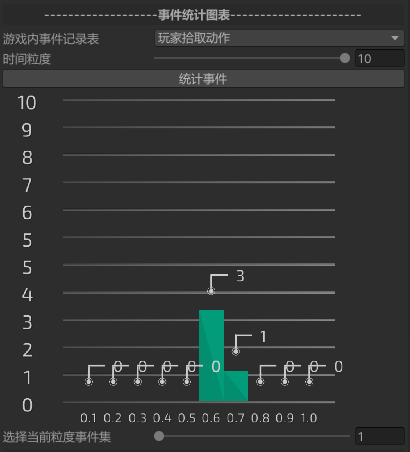 --------------------事件统计图表-----------------------
游戏内事件记录表 玩家拾取动作
时间粒度 10
统计事件
10
9
8
7
6
5
5
4
3
3
2
1
1
0 0 0 0 0 0 0 0
0
0.1 0.2 0.3 0.4 0.5 0.6 0.7 0.8 0.9 1.0
选择当前粒度事件集 1